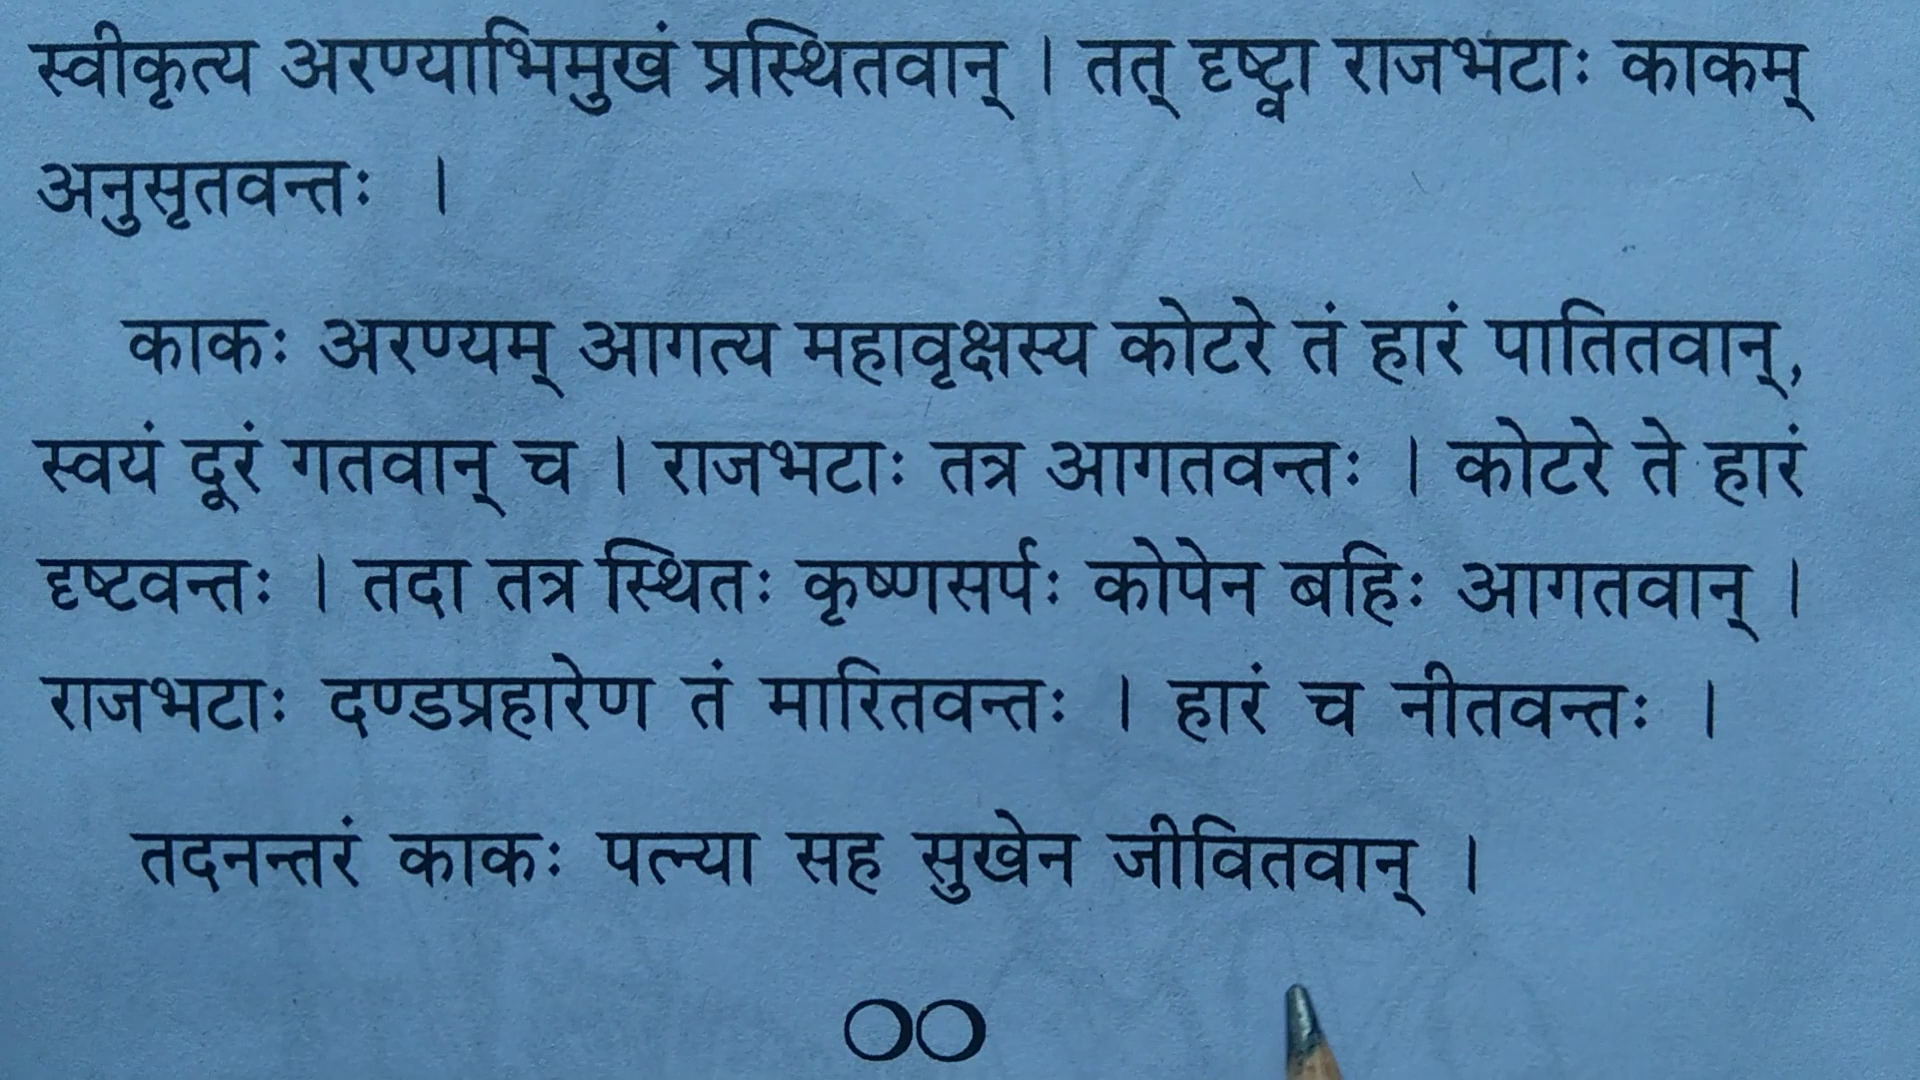 स्वीकृत्य अरण्याभिमुखं प्रस्थितवान् । तत् दृष्ट्वा राजभटाः काकम्
अनुसृतवन्तः ।
काकः अरण्यम् आगत्य महावृक्षस्य कोटरे तं हारं पातितवान्,
स्वयं दूरं गतवान् च । राजभटाः तत्र आगतवन्तः । कोटरे ते हारं
दृष्टवन्तः । तदा तत्र स्थितः कृष्णसर्पः कोपेन बहिः आगतवान् ।
राजभटाः दण्डप्रहारेण तं मारितवन्तः । हारं च नीतवन्तः ।
तदनन्तरं काकः पत्न्या सह सुखेन जीवितवान् ।